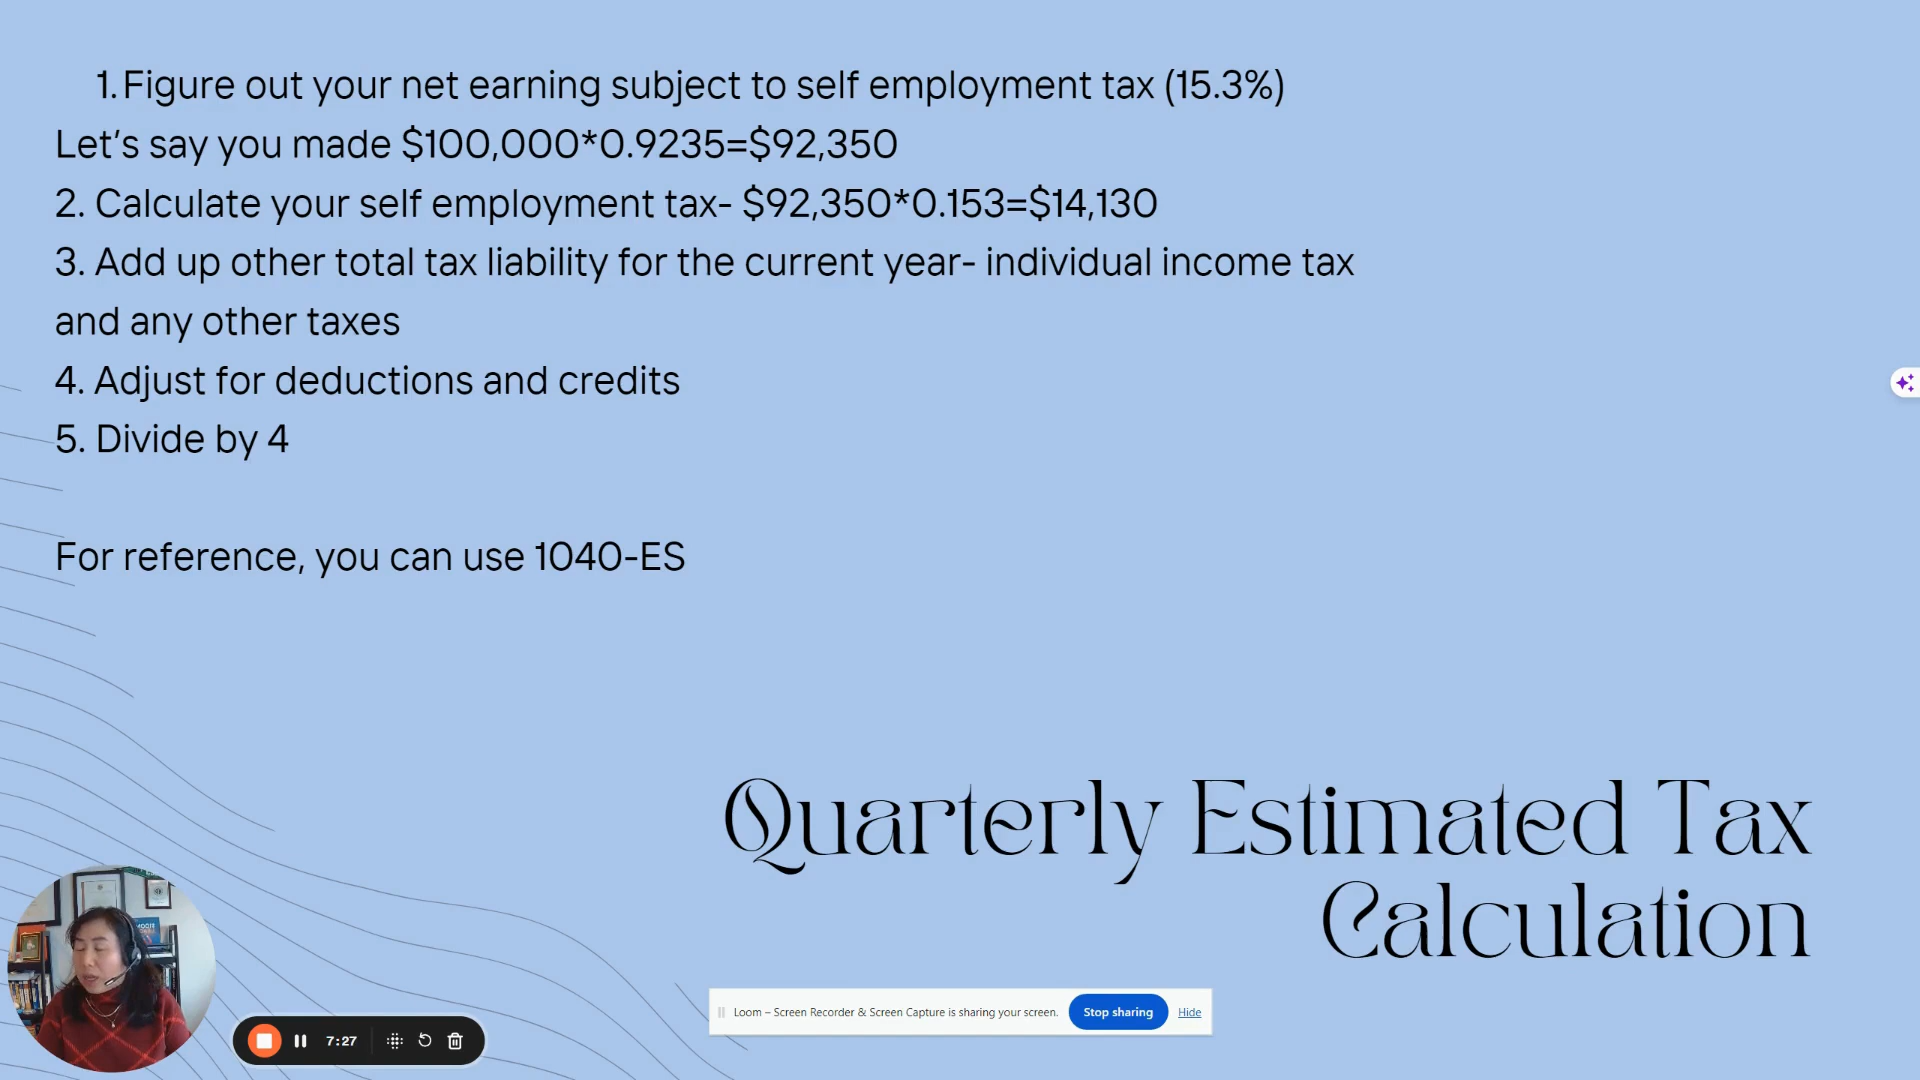 1. Figure out your net earning subject to self employment tax (15.3%)
Let's say you made $100,000*0.9235=$92,350
2. Calculate your self employment tax- $92,350*0.153=$14,130
3. Add up other total tax liability for the current year- individual income tax
and any other taxes
4. Adjust for deductions and credits
5. Divide by 4
For reference, you can use 1040-ES
Quarterly Estimated Tax
Calculation
Loom – Screen Recorder & Screen Capture is sharing your screen. Stop sharing Hide
7:27